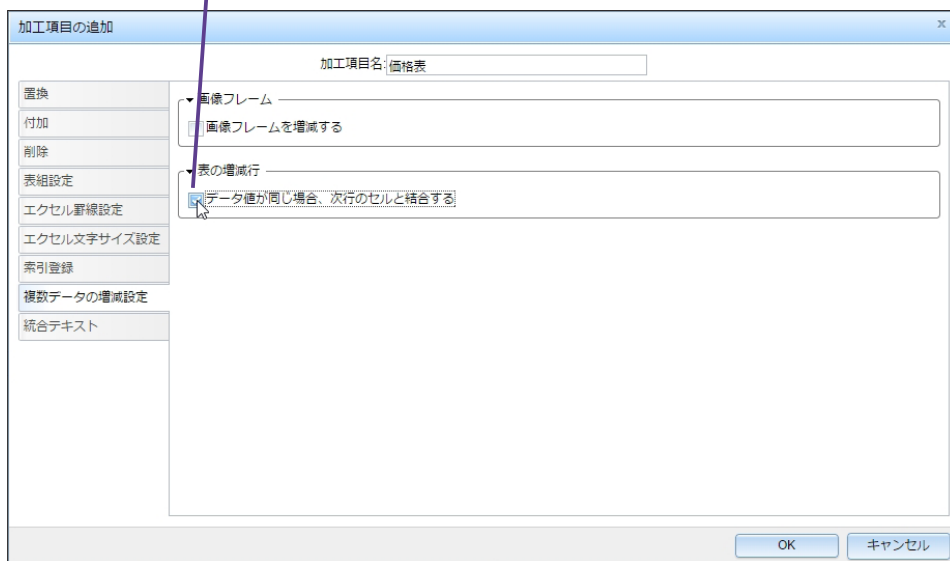 加工項目の追加
x
加工項目名:価格表
置換
付加
削除
表組設定
エクセル罫線設定
エクセル文字サイズ設定
索引登録
複数データの増減設定
統合テキスト
画像フレーム
画像フレームを増減する
表の増減行
データ値が同じ場合、次行のセルと結合する
OK
キャンセル